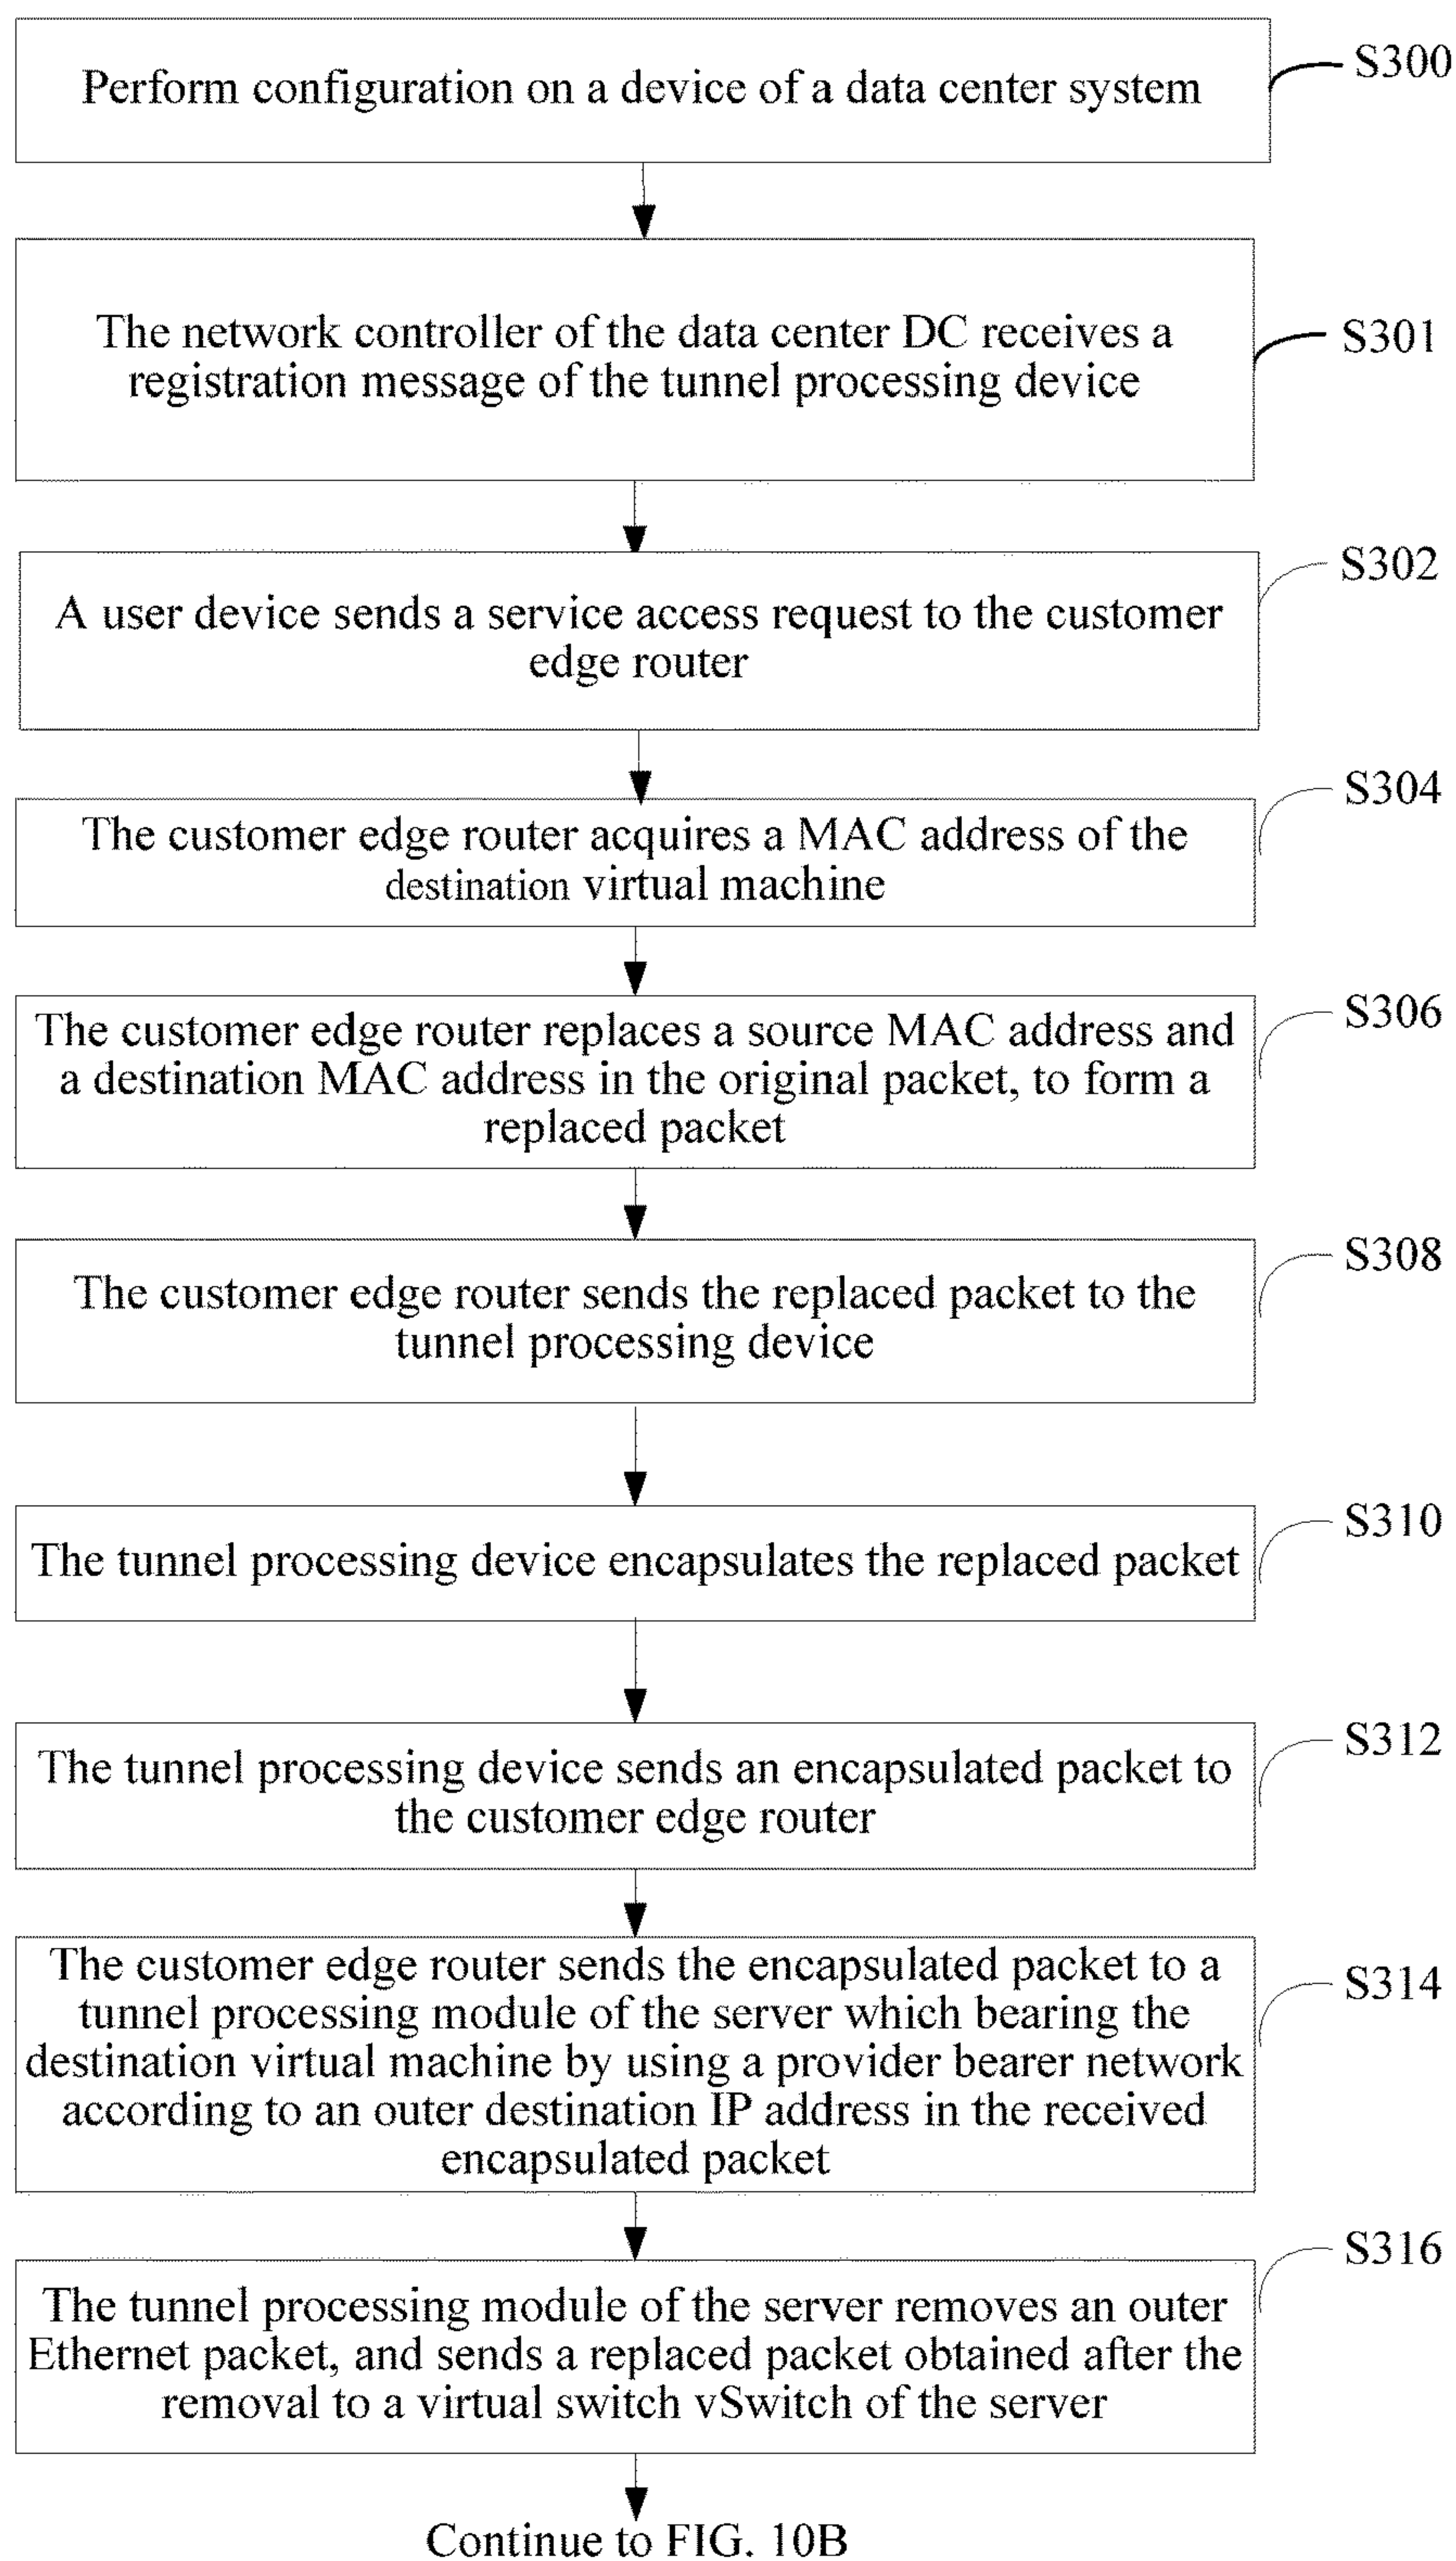 Perform configuration on a device of a data center system
S300
The network controller of the data center DC receives a
registration message of the tunnel processing device
S301
A user device sends a service access request to the customer
edge router
S302
The customer edge router acquires a MAC address of the
destination virtual machine
S304
The customer edge router replaces a source MAC address and
a destination MAC address in the original packet, to form a
replaced packet
S306
The customer edge router sends the replaced packet to the
tunnel processing device
S308
The tunnel processing device encapsulates the replaced packet
S310
The tunnel processing device sends an encapsulated packet to
the customer edge router
S312
The customer edge router sends the encapsulated packet to a
tunnel processing module of the server which bearing the
destination virtual machine by using a provider bearer network
according to an outer destination IP address in the received
encapsulated packet
S314
The tunnel processing module of the server removes an outer
Ethernet packet, and sends a replaced packet obtained after the
removal to a virtual switch vSwitch of the server
S316
Continue to FIG. 10B